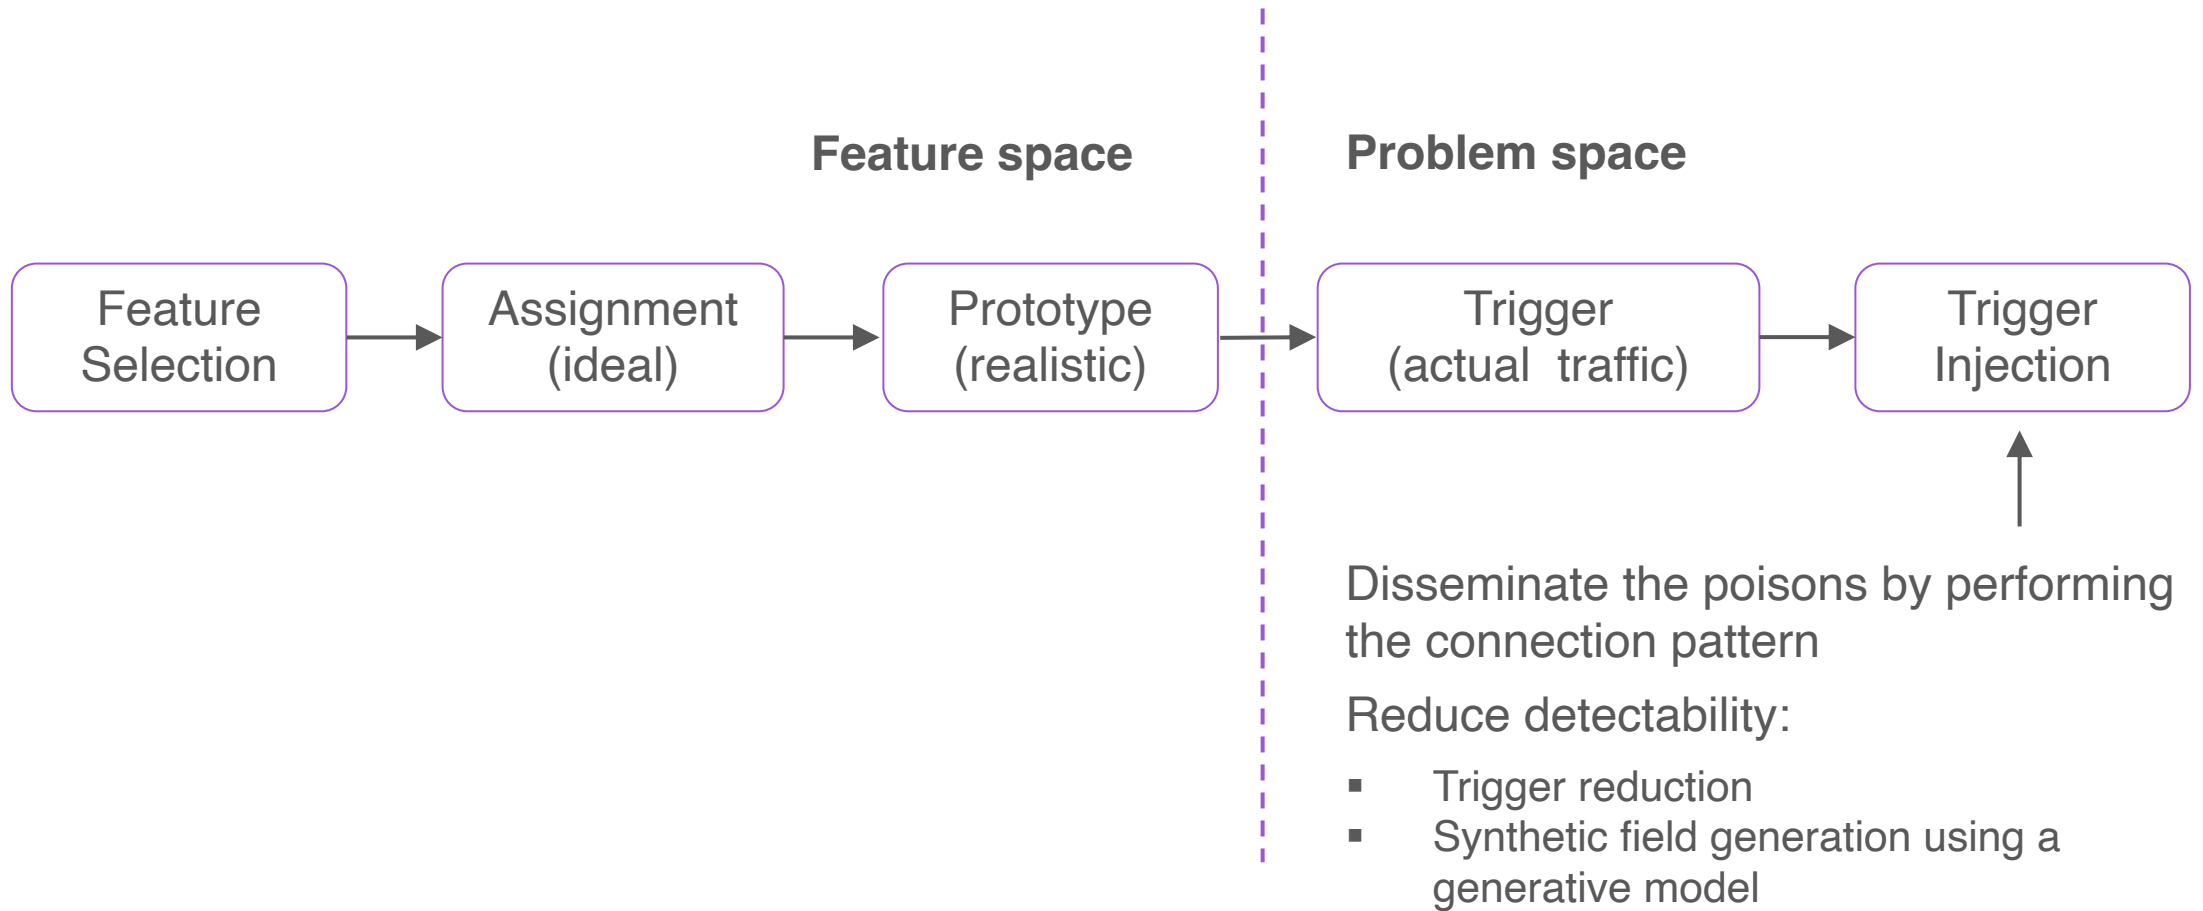 Feature space
Problem space
Feature
Selection
Assignment
(ideal)
Prototype
(realistic)
Trigger
(actual traffic)
Trigger
Injection
Disseminate the poisons by performing
the connection pattern
Reduce detectability:
▪ Trigger reduction
▪ Synthetic field generation using a
generative model